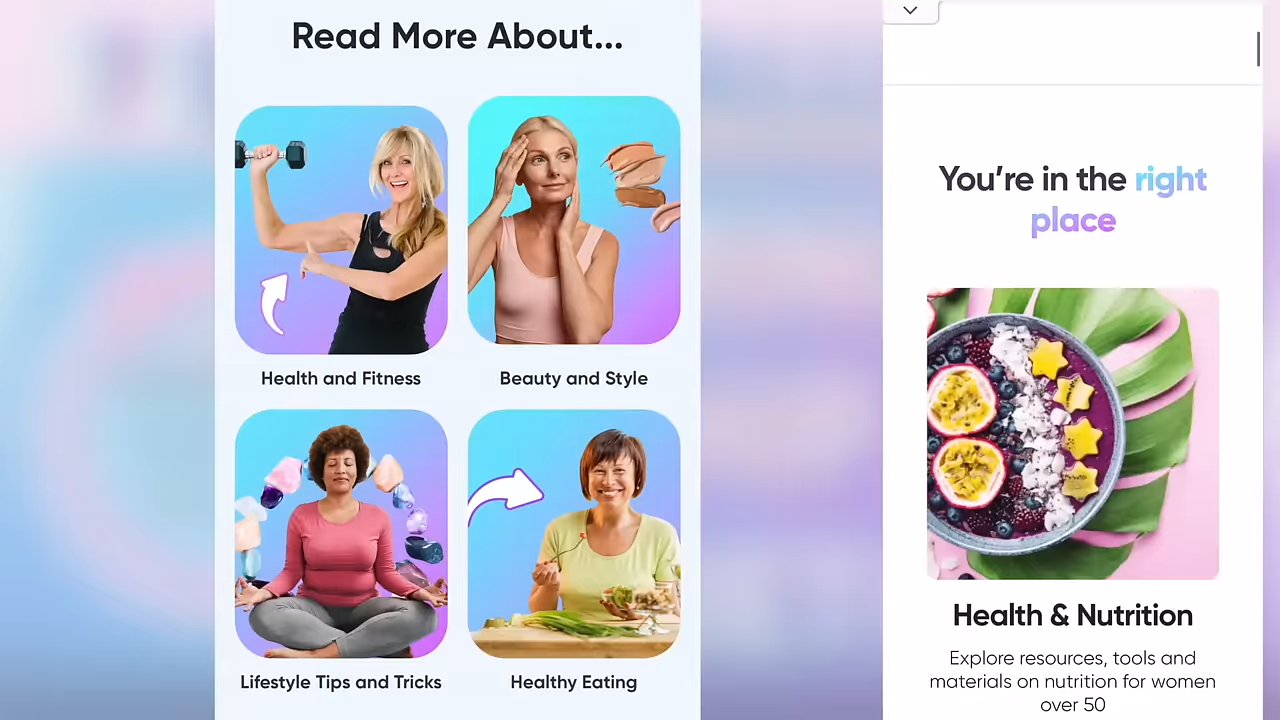 Read More About...
Health and Fitness
Beauty and Style
Lifestyle Tips and Tricks
Healthy Eating
You’re in the right
place
Health & Nutrition
Explore resources, tools and
materials on nutrition for women
over 50